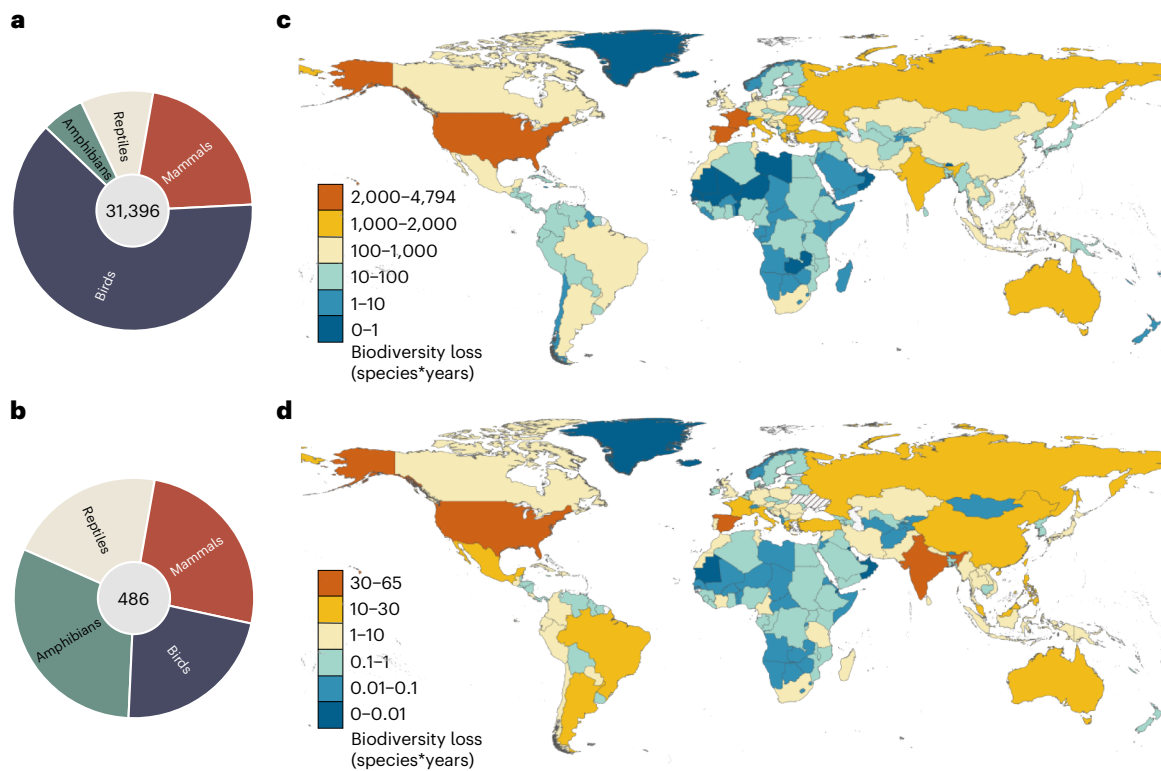 a
Reptiles
Amphibians
Mammals
31,396
Birds
c
2,000–4,794
1,000–2,000
100–1,000
10–100
1–10
0–1
Biodiversity loss
(species*years)
b
Reptiles
Mammals
486
Amphibians
Birds
d
30–65
10–30
1–10
0.1–1
0.01–0.1
0–0.01
Biodiversity loss
(species*years)